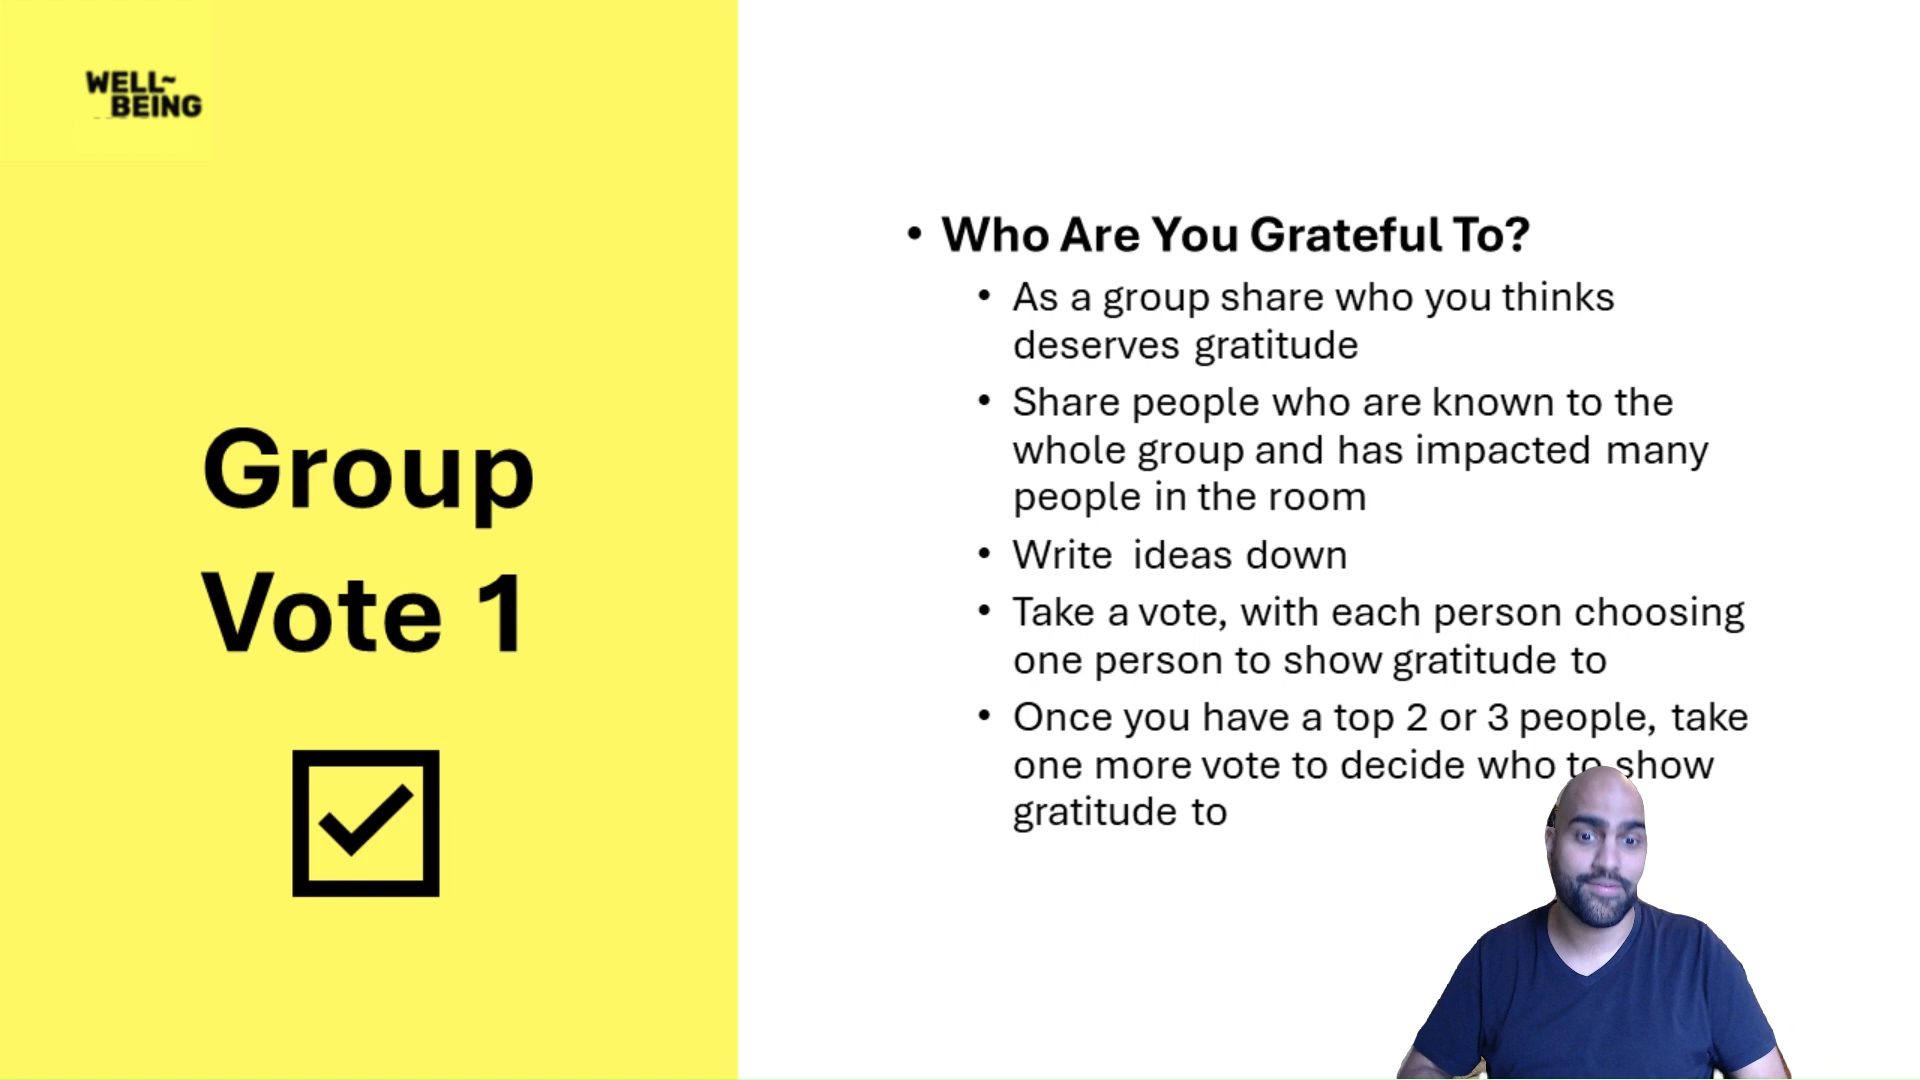 WELL~
BEING
Group
Vote 1
• Who Are You Grateful To?
• As a group share who you thinks
deserves gratitude
• Share people who are known to the
whole group and has impacted many
people in the room
• Write ideas down
• Take a vote, with each person choosing
one person to show gratitude to
• Once you have a top 2 or 3 people, take
one more vote to decide who to show
gratitude to